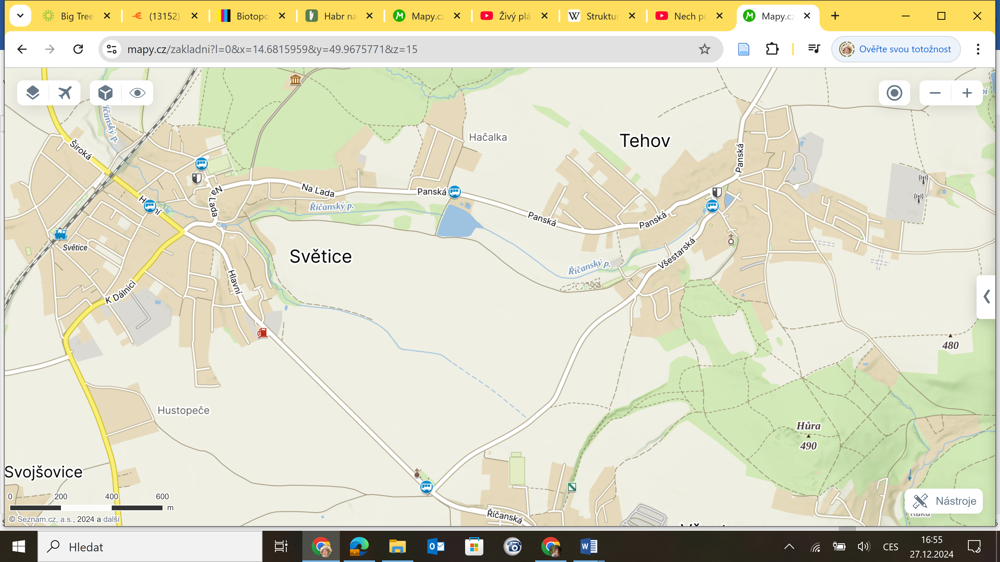 Big Tree
(13152)
Biotopo
Habr na
Mapy.cz
Živý plá
Struktur
Nech pů
Mapy.cz
mapy.cz/zakladni?l=0&x=14.6815959&y=49.9675771&z=15
Ověřte svou totožnost
Říčanský p.
Široká
Hačalka
Tehov
Panská
Na Lada
Na Lada
Panská
Říčanský p.
Panská
Panská
Světice
Světice
Všestarská
Říčanský p.
Hlavní
K Dálnici
480
Hustopeče
Hůra
490
Svojšovice
0 200 400 600
m
Říčanská
Nástroje
© Seznam.cz, a.s., 2024 a další
Hledat
CES
16:55
27.12.2024